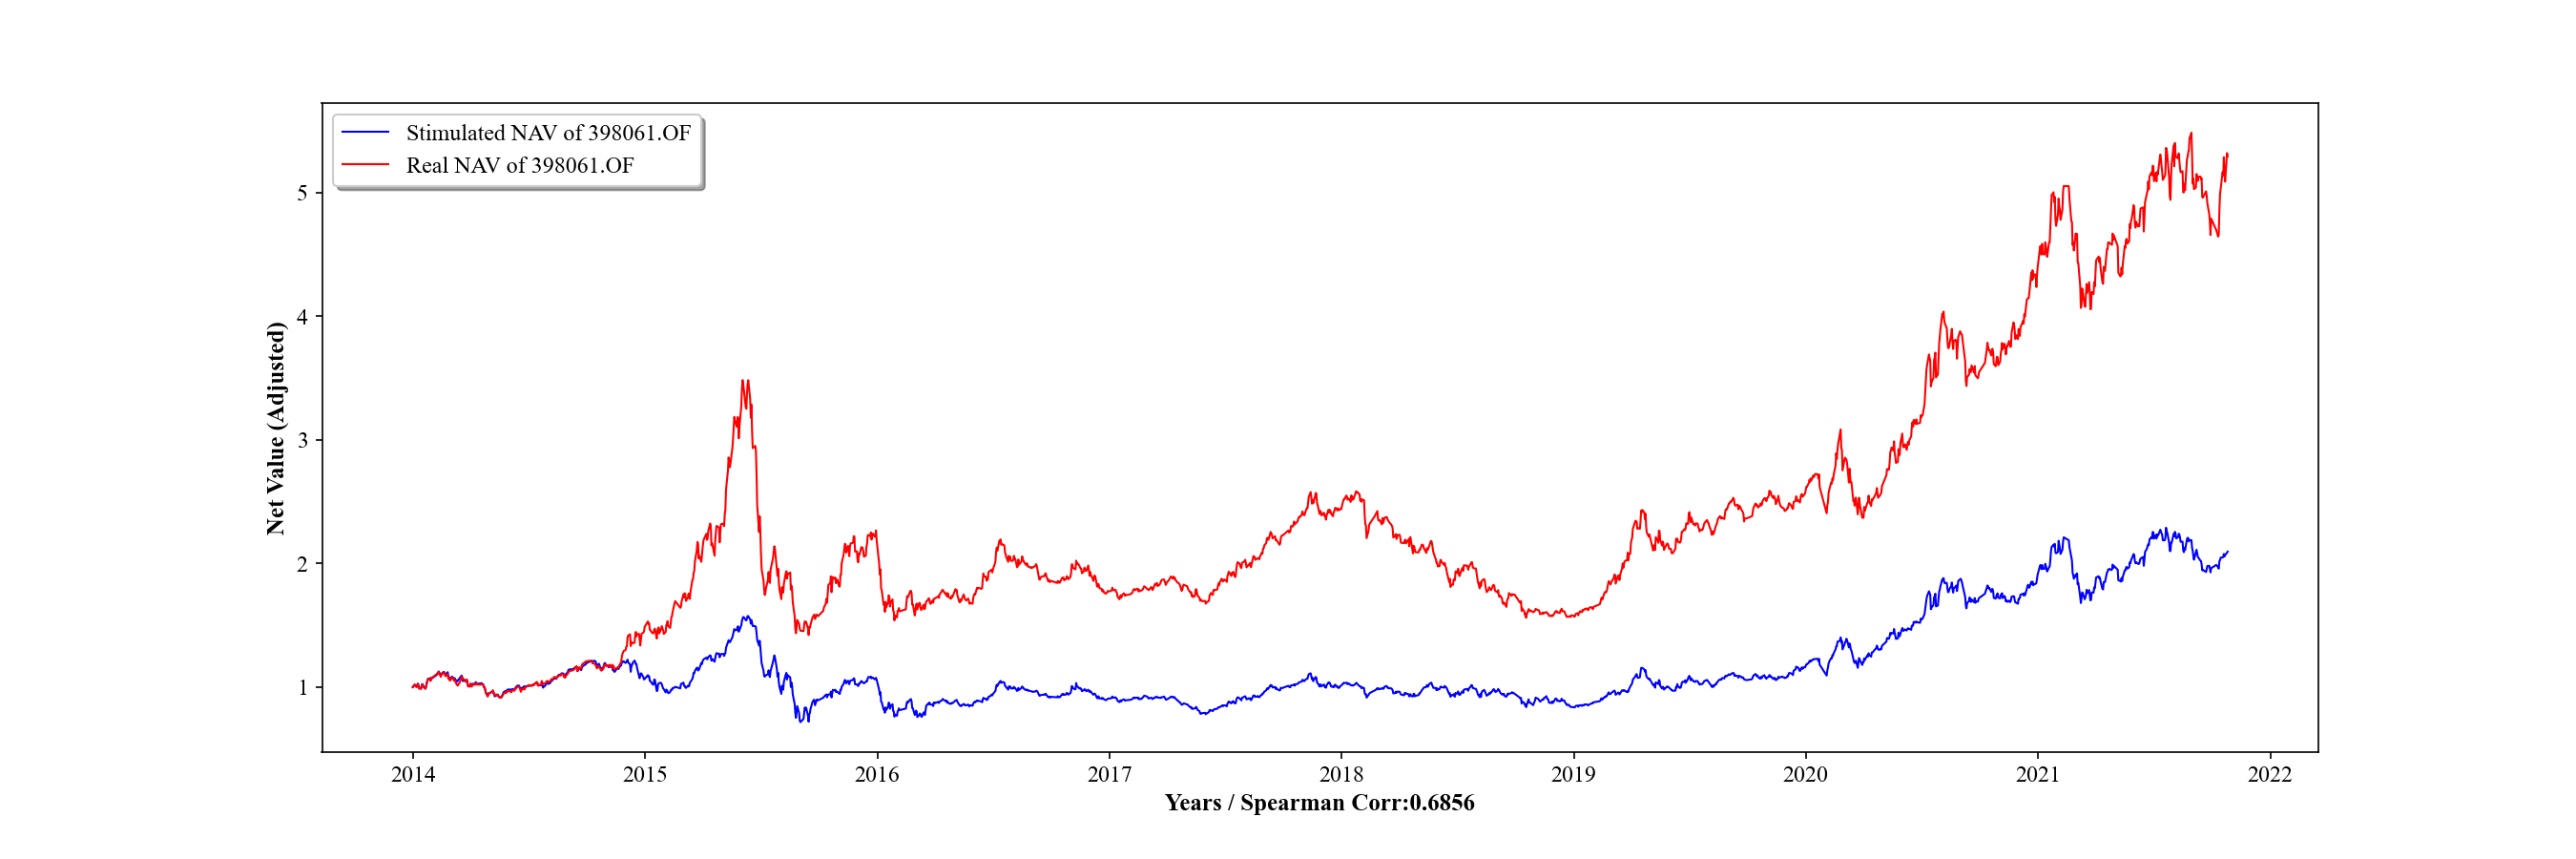 Stimulated NAV of 398061.OF
Real NAV of 398061.OF
Net Value (Adjusted)
5
4
3
2
1
2014 2015 2016 2017 2018 2019 2020 2021 2022
Years / Spearman Corr:0.6856